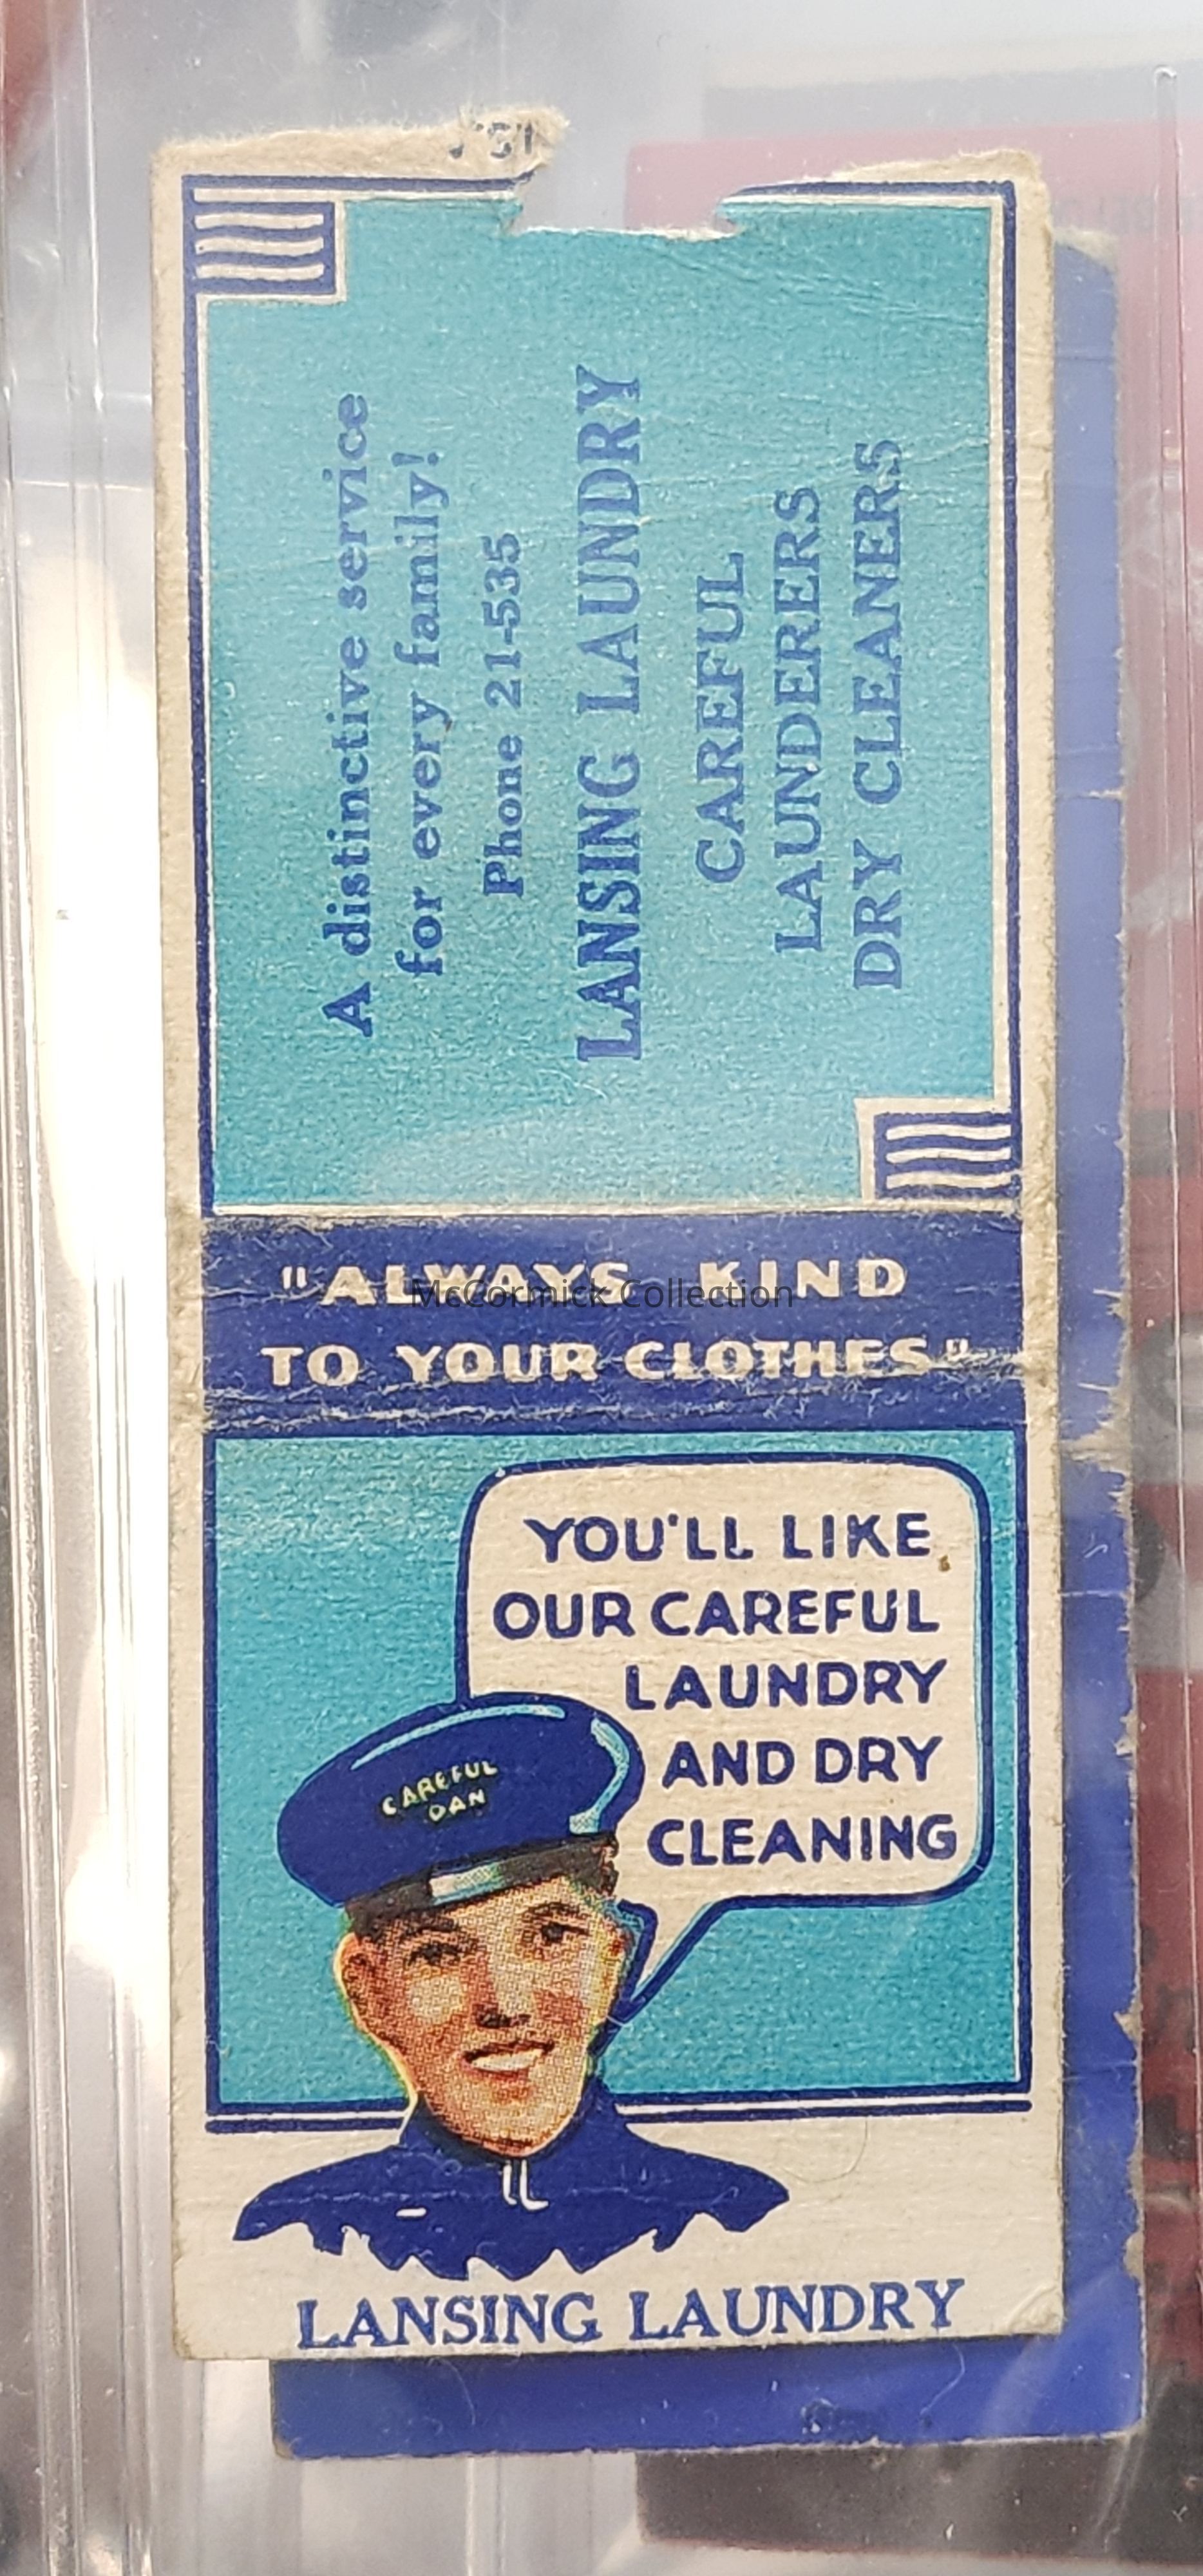 A distinctive service
for every family!
Phone 21-535
LANSING LAUNDRY
CAREFUL
LAUNDERERS
DRY CLEANERS
"ALWAYS KIND
TO YOUR CLOTHES"
McCormick Collection
YOU'LL LIKE
OUR CAREFUL
LAUNDRY
AND DRY
CLEANING
CAREFUL
DAN
LANSING LAUNDRY